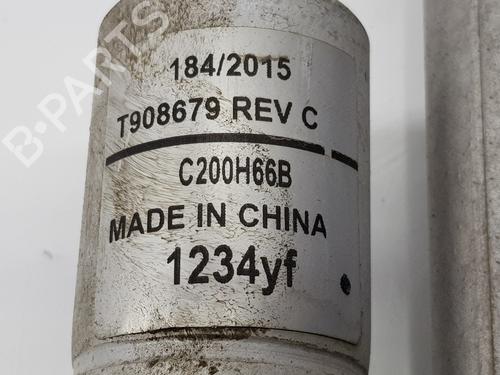 184/2015
T908679 REV C
C200H66B
MADE IN CHINA
1234yf
B-PARTS